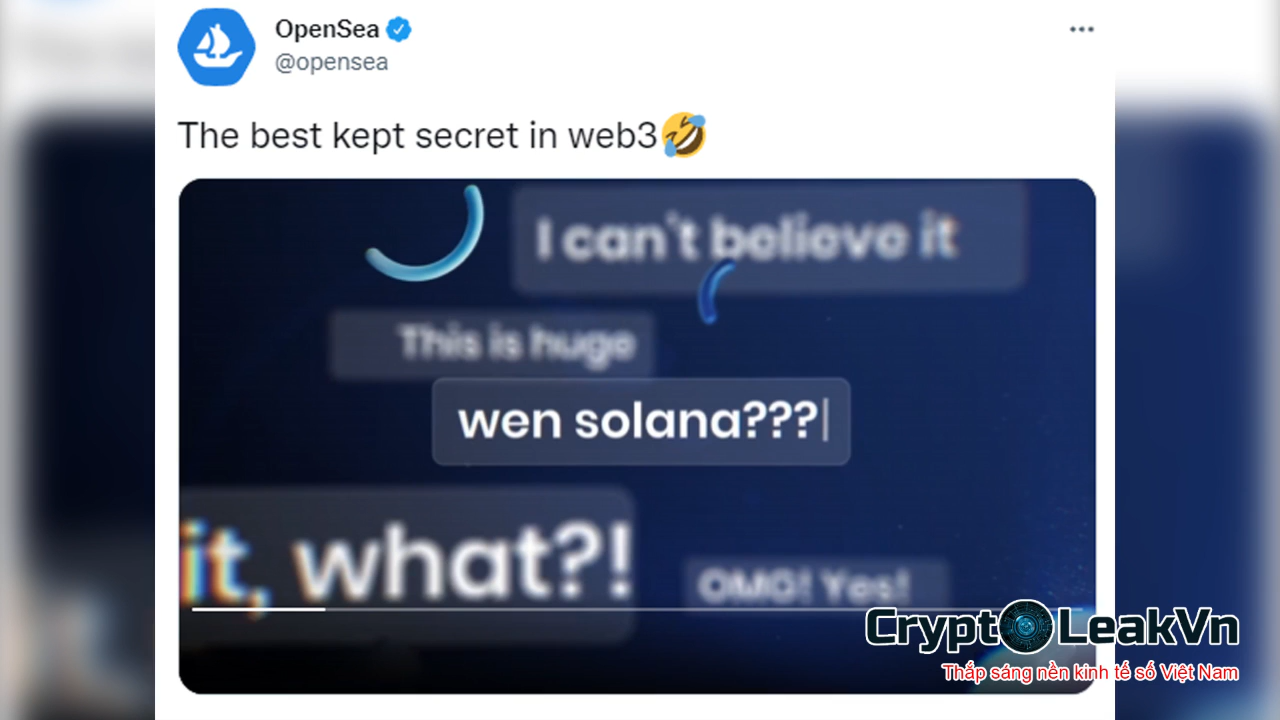 OpenSea
@opensea
The best kept secret in web3🤣
I can't believe it
This is huge
wen solana???
it, what?!
OMG! Yes!
CryptoLeakVn
Thắp sáng nền kinh tế số Việt Nam